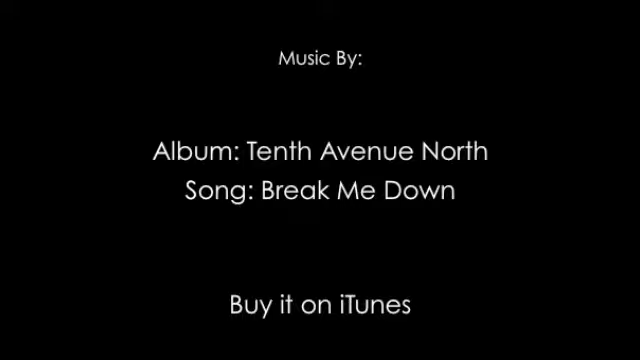 Music By:
Album: Tenth Avenue North
Song: Break Me Down
Buy it on iTunes